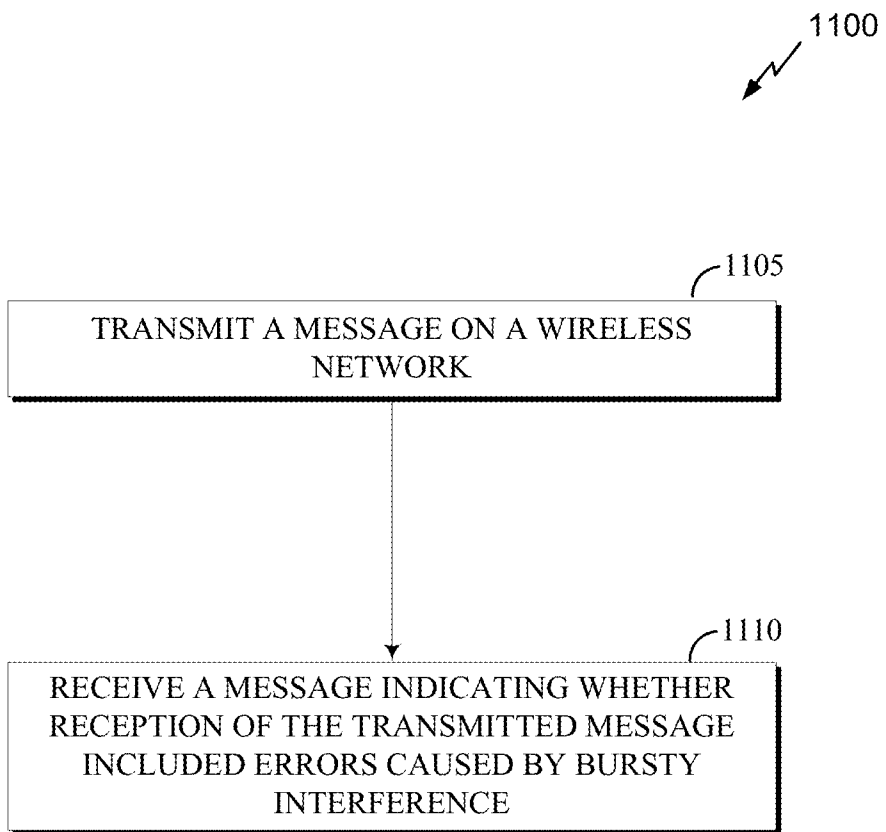 1100
1105
TRANSMIT A MESSAGE ON A WIRELESS
NETWORK
1110
RECEIVE A MESSAGE INDICATING WHETHER
RECEPTION OF THE TRANSMITTED MESSAGE
INCLUDED ERRORS CAUSED BY BURSTY
INTERFERENCE